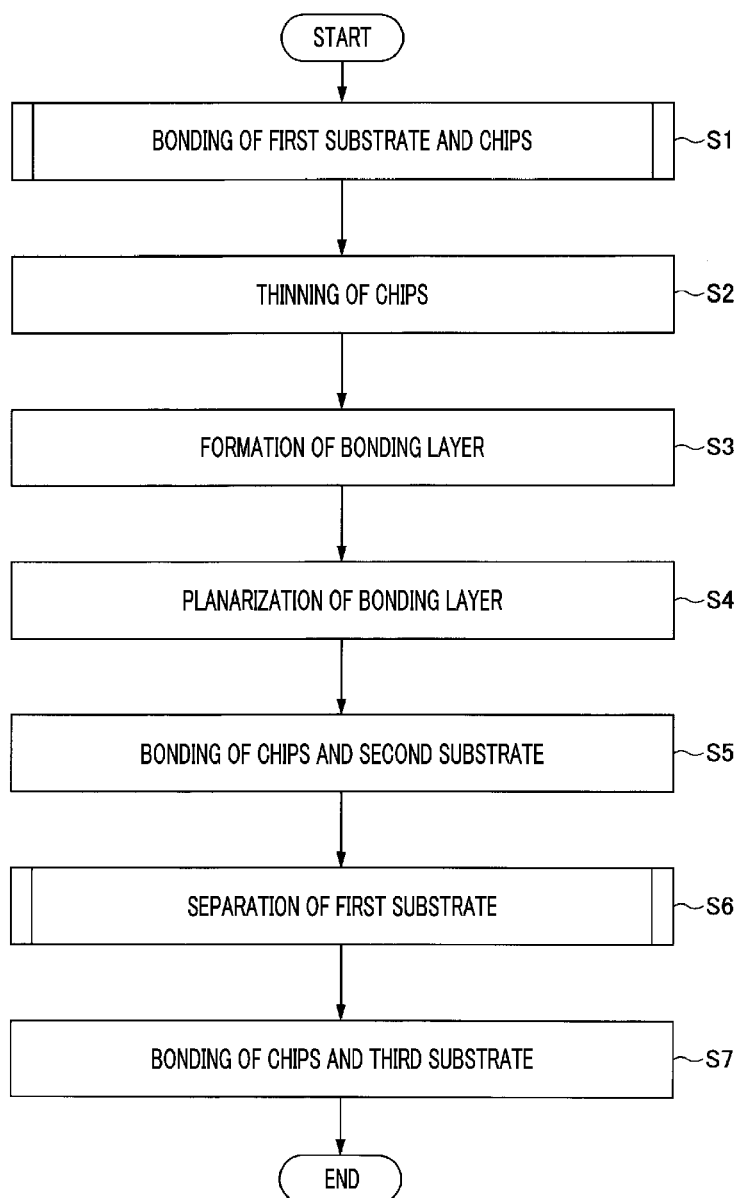 START
BONDING OF FIRST SUBSTRATE AND CHIPS
S1
THINNING OF CHIPS
S2
FORMATION OF BONDING LAYER
S3
PLANARIZATION OF BONDING LAYER
S4
BONDING OF CHIPS AND SECOND SUBSTRATE
S5
SEPARATION OF FIRST SUBSTRATE
S6
BONDING OF CHIPS AND THIRD SUBSTRATE
S7
END